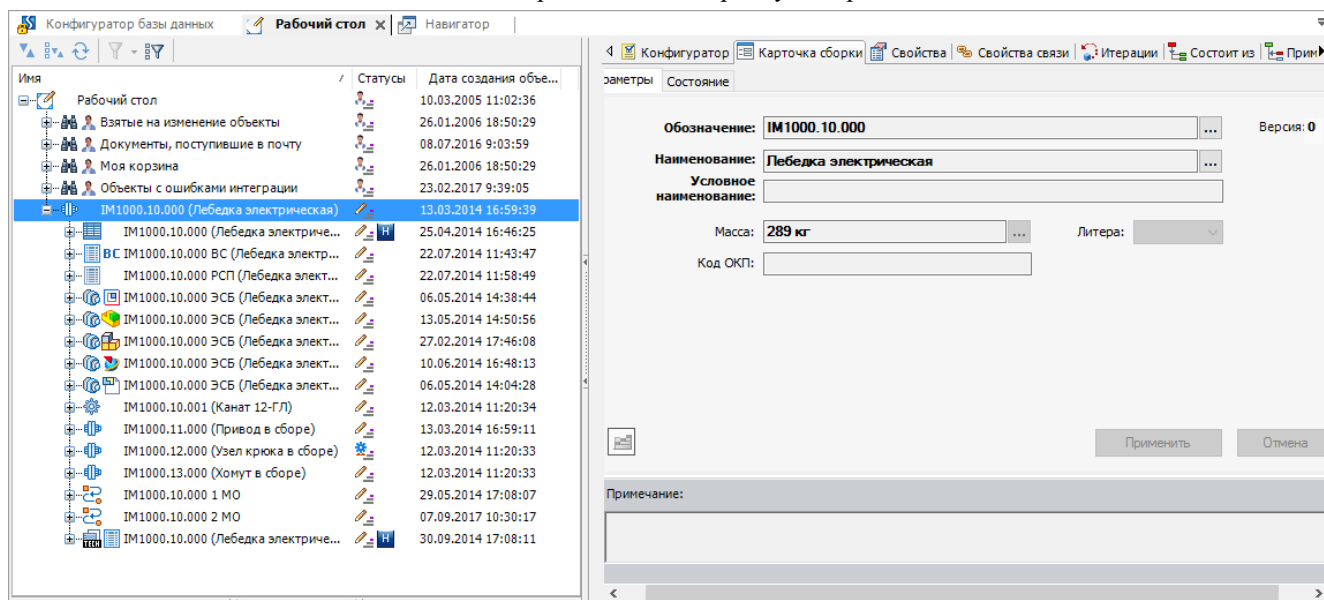 Конфигуратор базы данных Рабочий стол Навигатор
Конфигуратор Карточка сборки Свойства Свойства связи Итерации Состоит из Прим
Имя / Статусы Дата создания объе...
раметры Состояние
Рабочий стол 10.03.2005 11:02:36
Взятые на изменение объекты 26.01.2006 18:50:29
Документы, поступившие в почту 08.07.2016 9:03:59
Моя корзина 26.01.2006 18:50:29
Объекты с ошибками интеграции 23.02.2017 9:39:05
IM1000.10.000 (Лебедка электрическая) 13.03.2014 16:59:39
IM1000.10.000 (Лебедка электриче... H 25.04.2014 16:46:25
ВС IM1000.10.000 ВС (Лебедка электр... 22.07.2014 11:43:47
IM1000.10.000 РСП (Лебедка элект... 22.07.2014 11:58:49
IM1000.10.000 ЭСБ (Лебедка элект... 06.05.2014 14:38:44
IM1000.10.000 ЭСБ (Лебедка элект... 13.05.2014 14:50:56
IM1000.10.000 ЭСБ (Лебедка элект... 27.02.2014 17:46:08
IM1000.10.000 ЭСБ (Лебедка элект... 10.06.2014 16:48:13
IM1000.10.000 ЭСБ (Лебедка элект... 06.05.2014 14:04:28
IM1000.10.001 (Канат 12-ГЛ) 12.03.2014 11:20:34
IM1000.11.000 (Привод в сборе) 13.03.2014 16:59:11
IM1000.12.000 (Узел крюка в сборе) 12.03.2014 11:20:33
IM1000.13.000 (Хомут в сборе) 12.03.2014 11:20:33
IM1000.10.000 1 МО 29.05.2014 17:08:07
IM1000.10.000 2 МО 07.09.2017 10:30:17
TECH IM1000.10.000 (Лебедка электриче... H 30.09.2014 17:08:11
Обозначение: IM1000.10.000 ... Версия: 0
Наименование: Лебедка электрическая ...
Условное
наименование:
Масса: 289 кг ... Литера:
Код ОКП:
Применить Отмена
Примечание: